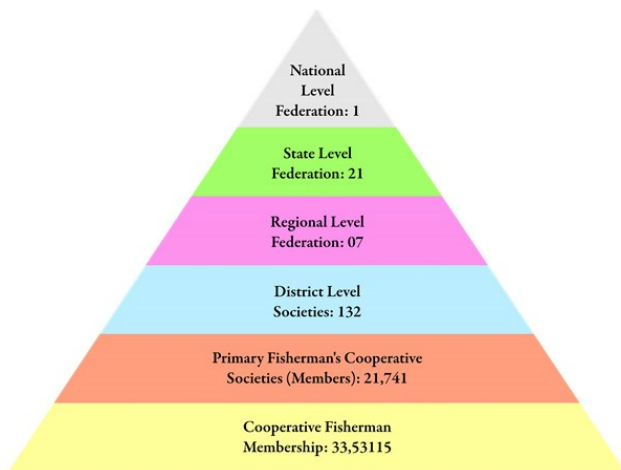 National
Level
Federation: 1
State Level
Federation: 21
Regional Level
Federation: 07
District Level
Societies: 132
Primary Fisherman's Cooperative
Societies (Members): 21,741
Cooperative Fisherman
Membership: 33,53115